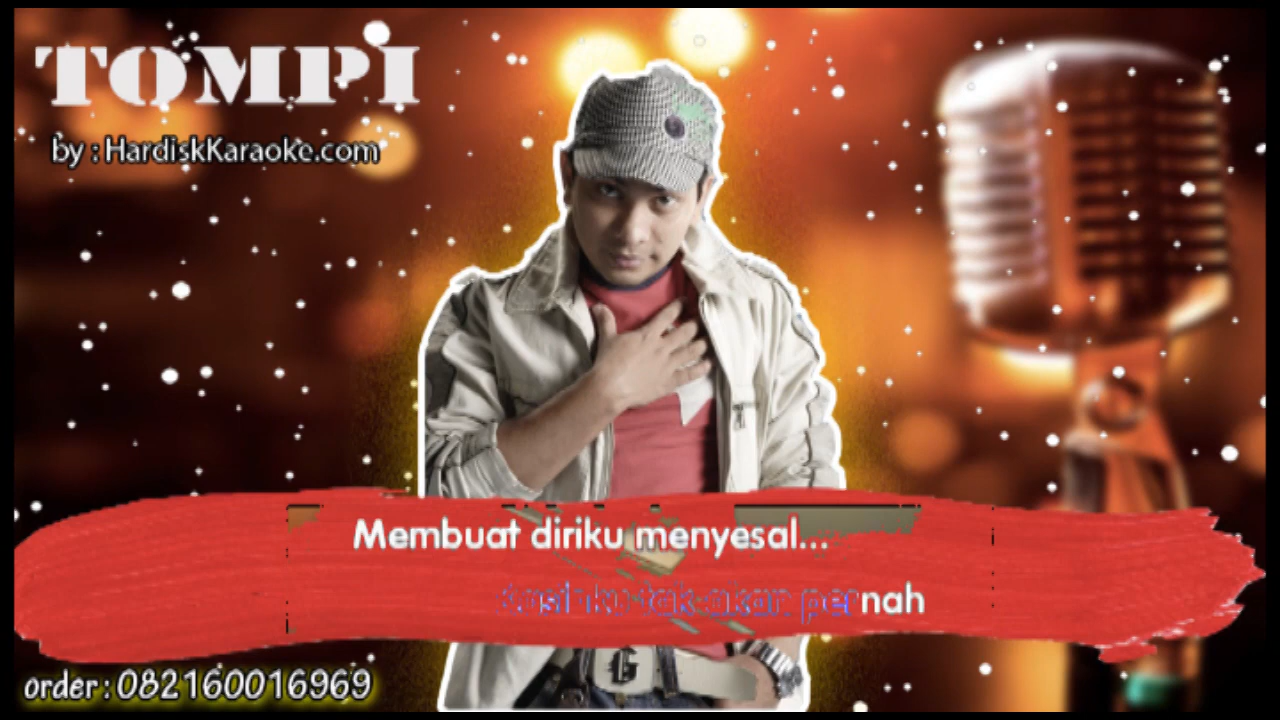 TOMPI
by : HardiskKaraoke.com
Membuat diriku menyesal...
kasihku tak akan pernah
G
order : 082160016969